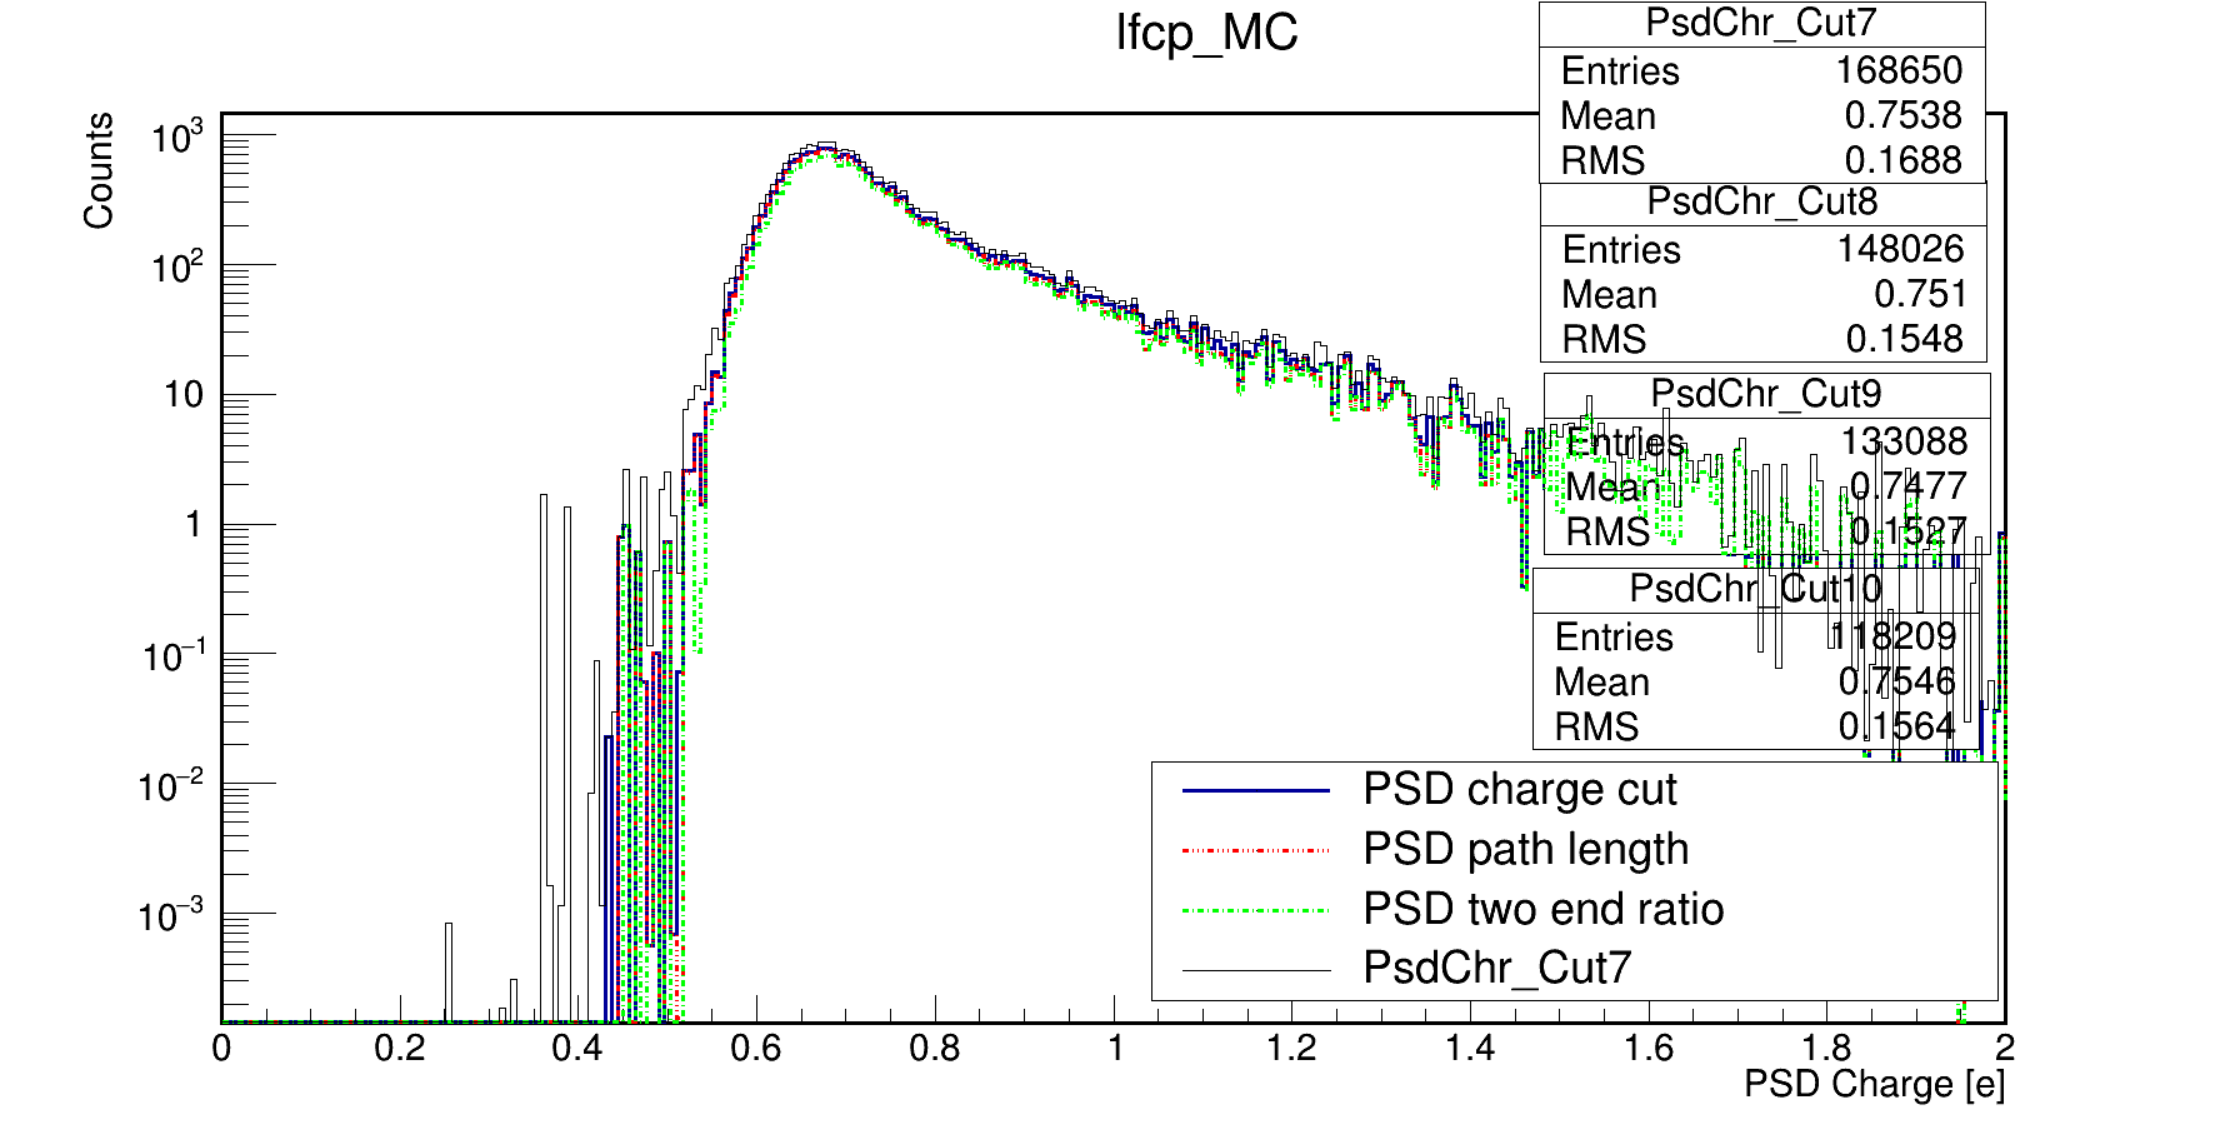 lfcp_MC
PsdChr_Cut7
Entries 168650
Mean 0.7538
RMS 0.1688
PsdChr_Cut8
Entries 148026
Mean 0.751
RMS 0.1548
PsdChr_Cut9
Entries 133088
Mean 0.7477
RMS 0.1527
PsdChr_Cut10
Entries 118209
Mean 0.7546
RMS 0.1564
Counts
10³
10²
10
1
10⁻¹
10⁻²
10⁻³
PSD charge cut
PSD path length
PSD two end ratio
PsdChr_Cut7
0 0.2 0.4 0.6 0.8 1 1.2 1.4 1.6 1.8 2
PSD Charge [e]